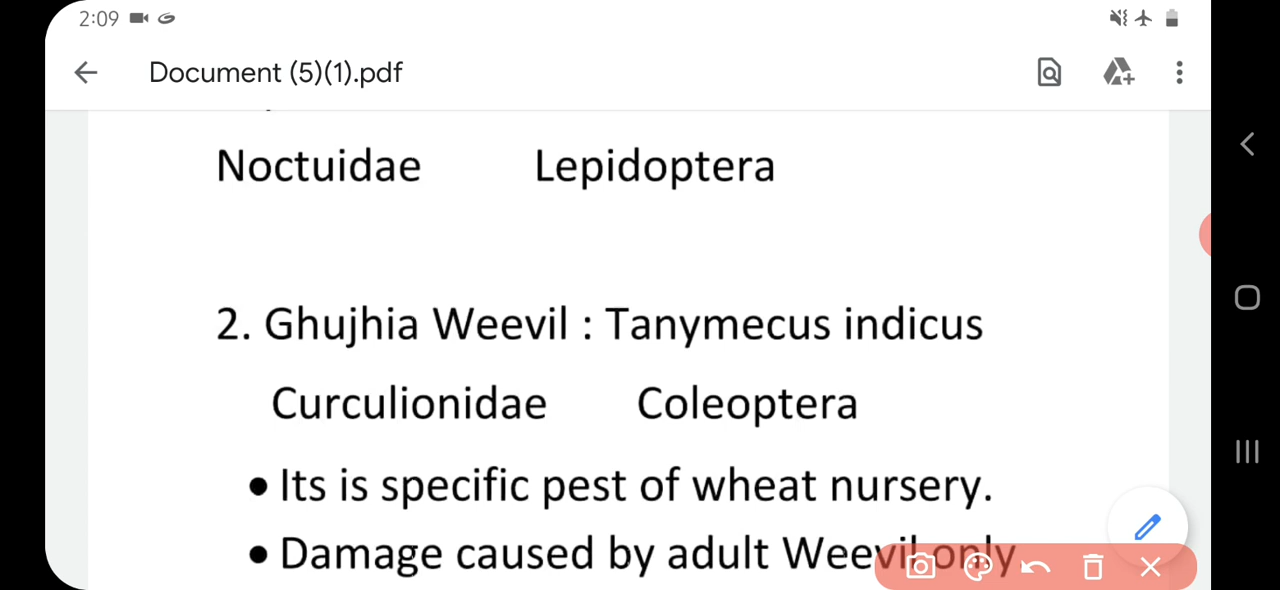 2:09
Document (5)(1).pdf
Noctuidae Lepidoptera
2. Ghujhia Weevil : Tanymecus indicus
Curculionidae Coleoptera
• Its is specific pest of wheat nursery.
• Damage caused by adult Weevil only